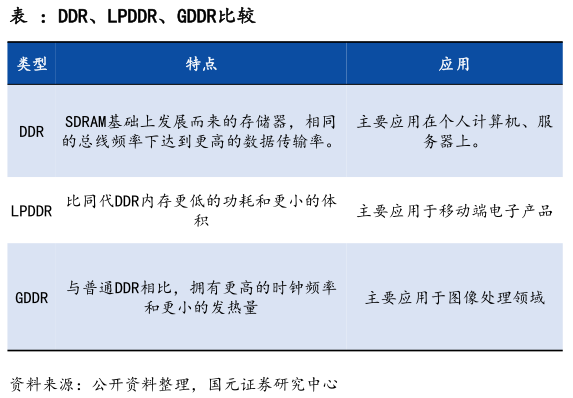 表 ：DDR、LPDDR、GDDR比较
类型 特点 应用
DDR SDRAM基础上发展而来的存储器，相同的总线频率下达到更高的数据传输率。 主要应用在个人计算机、服务器上。
LPDDR 比同代DDR内存更低的功耗和更小的体积 主要应用于移动端电子产品
GDDR 与普通DDR相比，拥有更高的时钟频率和更小的发热量 主要应用于图像处理领域
资料来源：公开资料整理，国元证券研究中心